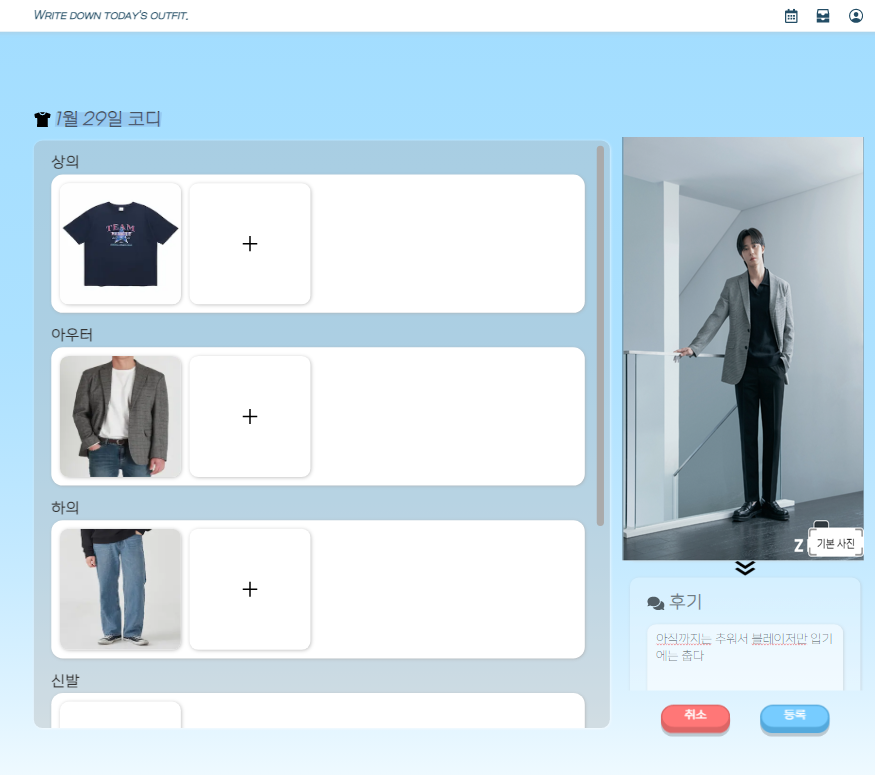 Write down today's outfit.
1월 29일 코디
상의
TEAM
아우터
하의
신발
Z
기본 사진
후기
아직까지는 추워서 블레이저만 입기
에는 춥다
취소
등록